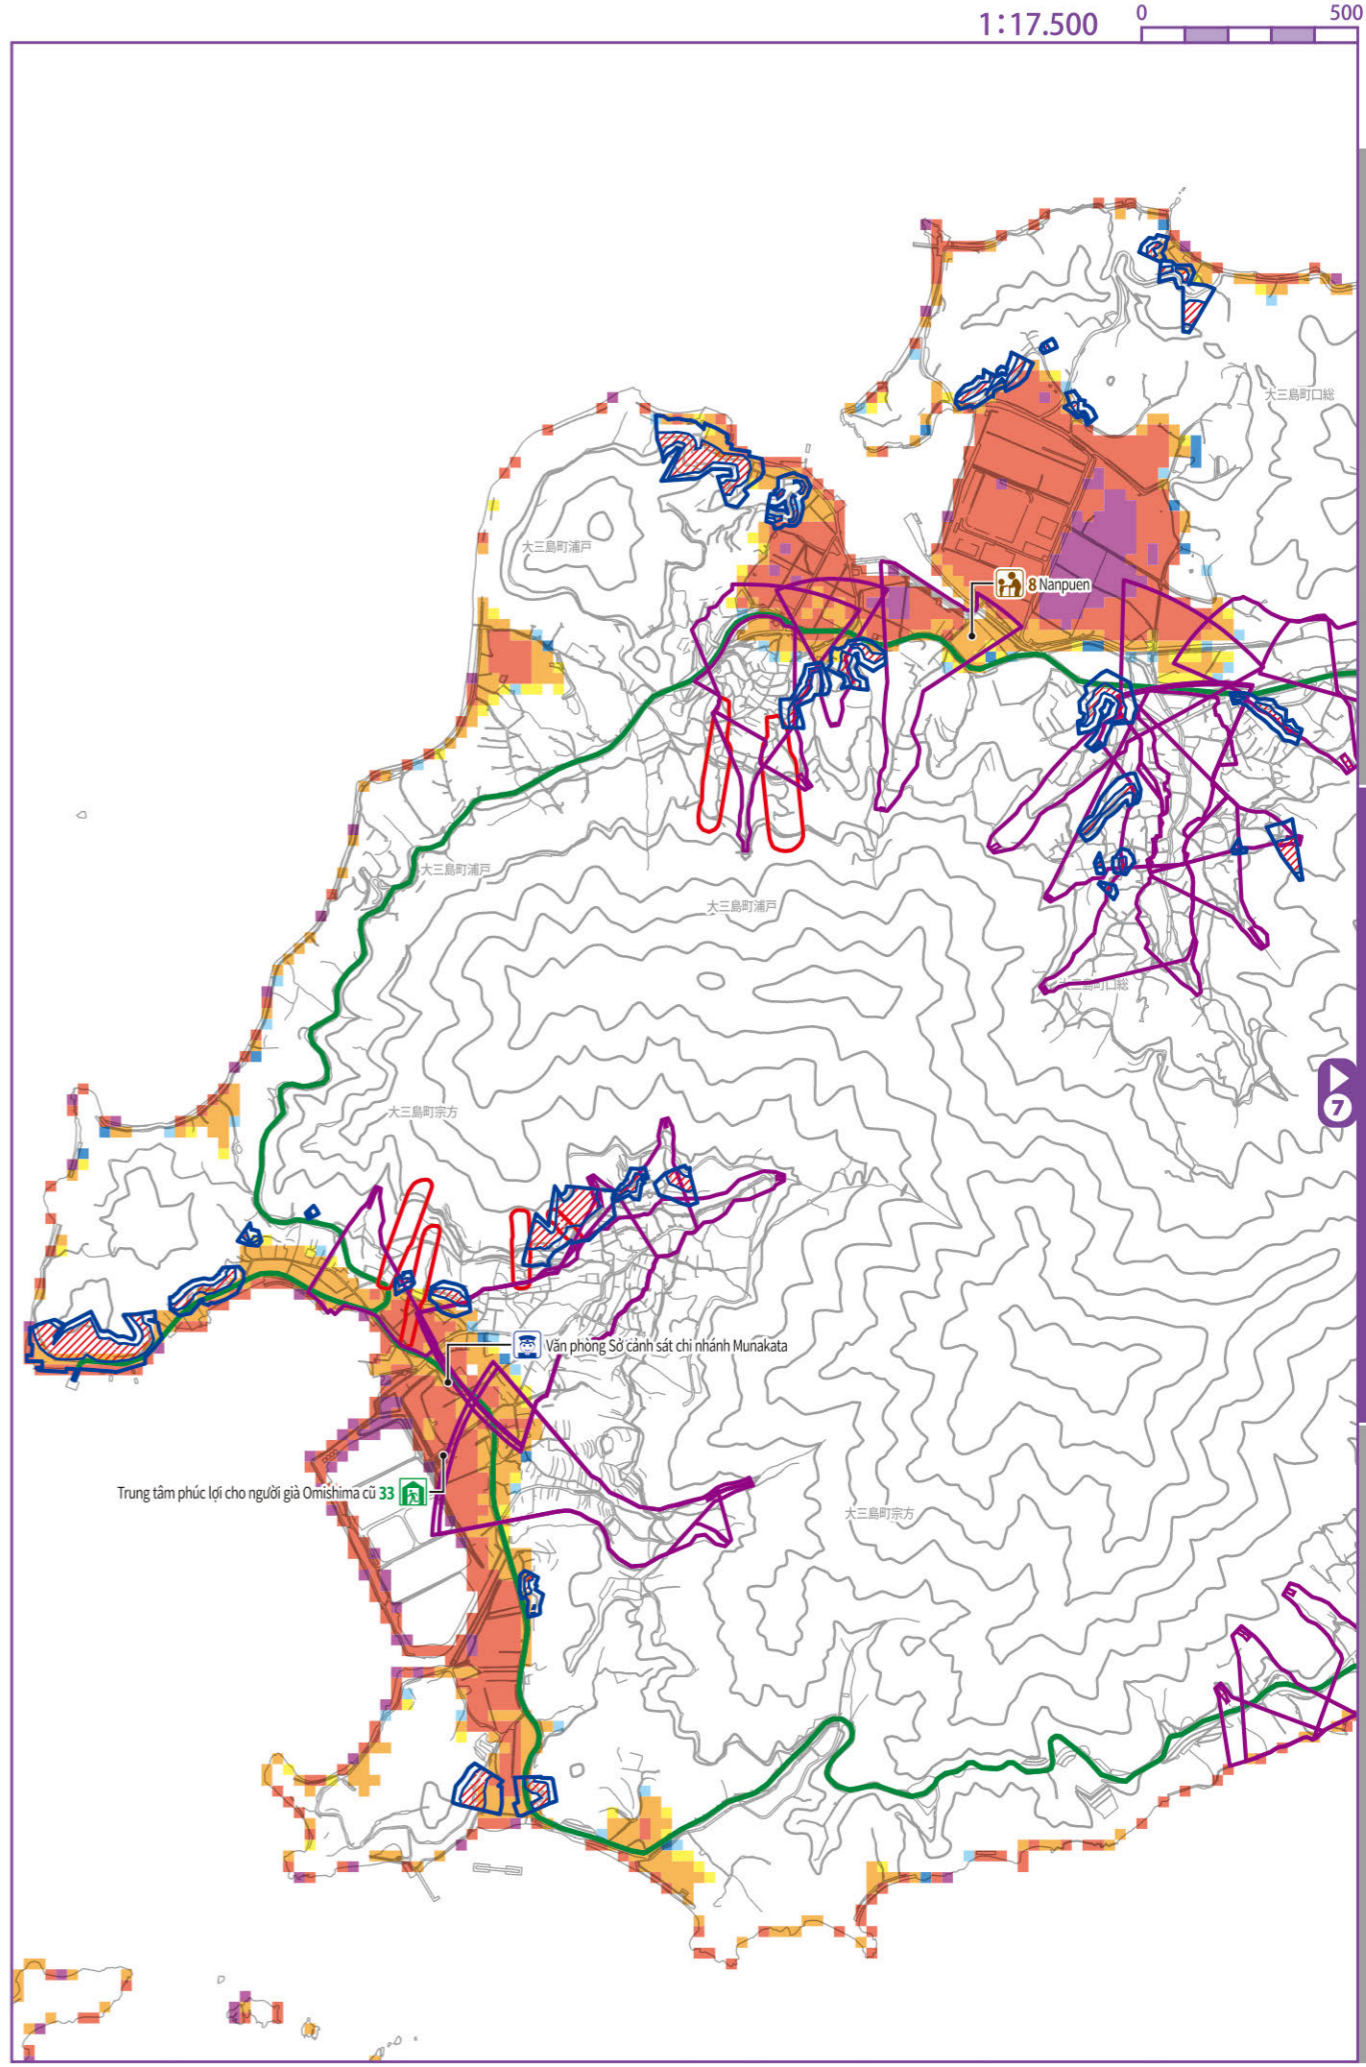 1:17.500
0
500
大三島町口総
大三島町浦戸
8 Nanpuen
大三島町浦戸
大三島町浦戸
大三島町口総
7
大三島町宗方
Văn phòng Sở cảnh sát chi nhánh Munakata
Trung tâm phúc lợi cho người già Omishima cũ 33
大三島町宗方